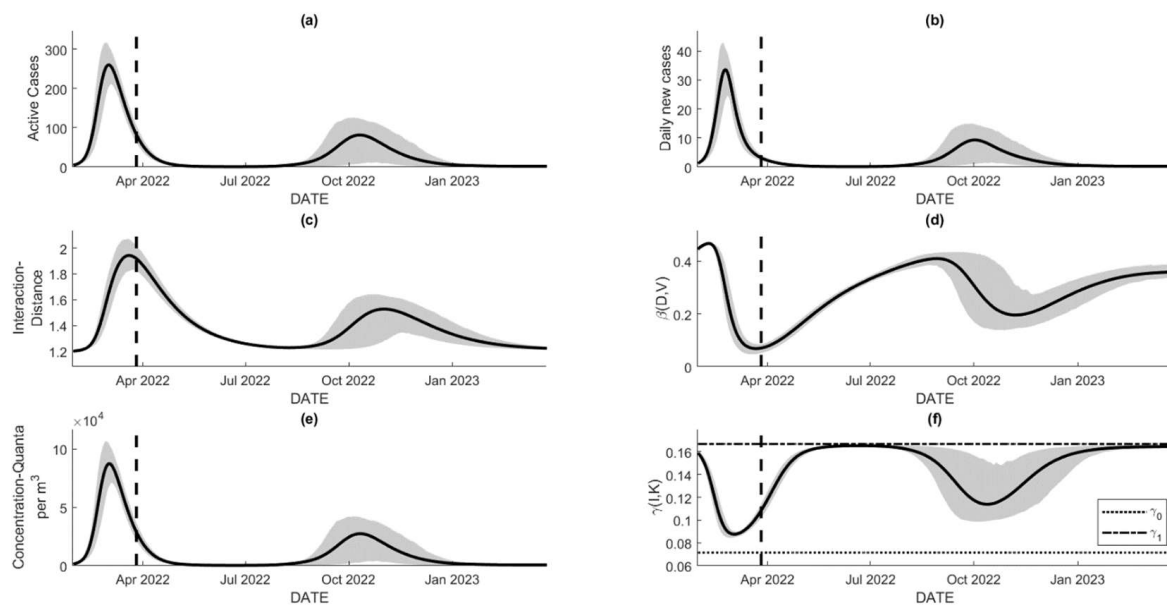 (a)
300
200
100
0
Active Cases
Apr 2022 Jul 2022 Oct 2022 Jan 2023
DATE
(b)
40
30
20
10
0
Daily new cases
Apr 2022 Jul 2022 Oct 2022 Jan 2023
DATE
(c)
2
1.8
1.6
1.4
1.2
Interaction-
Distance
Apr 2022 Jul 2022 Oct 2022 Jan 2023
DATE
(d)
0.4
0.2
0
β(D,V)
Apr 2022 Jul 2022 Oct 2022 Jan 2023
DATE
(e)
×10⁴
10
5
0
Concentration-Quanta
per m³
Apr 2022 Jul 2022 Oct 2022 Jan 2023
DATE
(f)
0.16
0.14
0.12
0.1
0.08
0.06
γ(I,K)
γ₀
γ₁
Apr 2022 Jul 2022 Oct 2022 Jan 2023
DATE